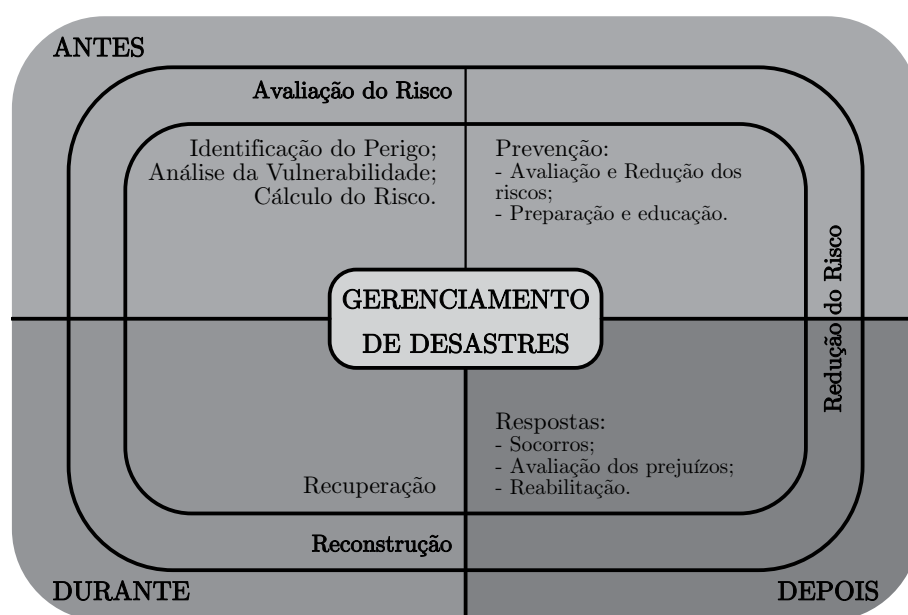 ANTES
Avaliação do Risco
Identificação do Perigo;
Análise da Vulnerabilidade;
Cálculo do Risco.
Prevenção:
- Avaliação e Redução dos
riscos;
- Preparação e educação.
Redução do Risco
GERENCIAMENTO
DE DESASTRES
Respostas:
- Socorros;
- Avaliação dos prejuízos;
- Reabilitação.
Recuperação
Reconstrução
DURANTE
DEPOIS